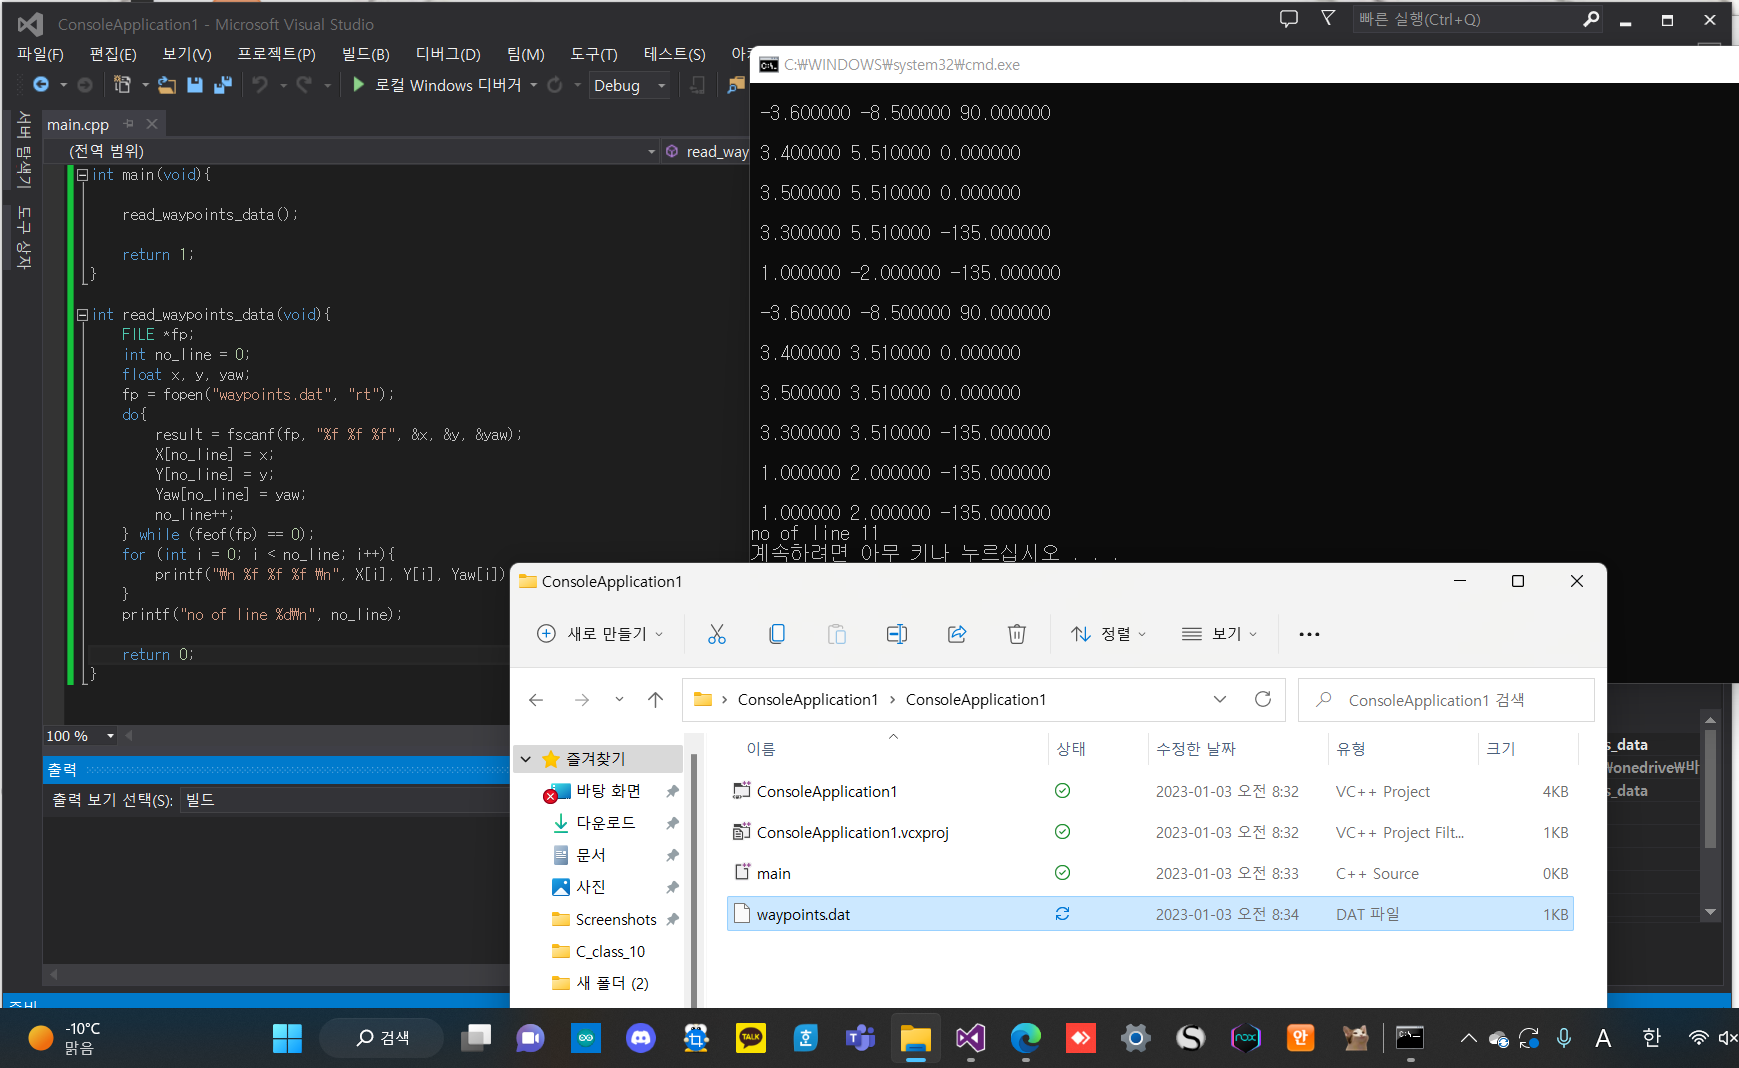 ConsoleApplication1 - Microsoft Visual Studio
빠른 실행(Ctrl+Q)
파일(F) 편집(E) 보기(V) 프로젝트(P) 빌드(B) 디버그(D) 팀(M) 도구(T) 테스트(S)
로컬 Windows 디버거 Debug
서버 탐색기
도구 상자
main.cpp
(전역 범위) read_way
int main(void){
read_waypoints_data();
return 1;
}
int read_waypoints_data(void){
FILE *fp;
int no_line = 0;
float x, y, yaw;
fp = fopen("waypoints.dat", "rt");
do{
result = fscanf(fp, "%f %f %f", &x, &y, &yaw);
X[no_line] = x;
Y[no_line] = y;
Yaw[no_line] = yaw;
no_line++;
} while (feof(fp) == 0);
for (int i = 0; i < no_line; i++){
printf("₩n %f %f %f ₩n", X[i], Y[i], Yaw[i])
}
printf("no of line %d₩n", no_line);
return 0;
}
100 %
출력
출력 보기 선택(S): 빌드
C:₩WINDOWS₩system32₩cmd.exe
-3.600000 -8.500000 90.000000
3.400000 5.510000 0.000000
3.500000 5.510000 0.000000
3.300000 5.510000 -135.000000
1.000000 -2.000000 -135.000000
-3.600000 -8.500000 90.000000
3.400000 3.510000 0.000000
3.500000 3.510000 0.000000
3.300000 3.510000 -135.000000
1.000000 2.000000 -135.000000
1.000000 2.000000 -135.000000
no of line 11
계속하려면 아무 키나 누르십시오 . . .
ConsoleApplication1
새로 만들기 정렬 보기
ConsoleApplication1 > ConsoleApplication1
ConsoleApplication1 검색
즐겨찾기
바탕 화면
다운로드
문서
사진
Screenshots
C_class_10
새 폴더 (2)
이름 상태 수정한 날짜 유형 크기
ConsoleApplication1 2023-01-03 오전 8:32 VC++ Project 4KB
ConsoleApplication1.vcxproj 2023-01-03 오전 8:32 VC++ Project Filt... 1KB
main 2023-01-03 오전 8:33 C++ Source 0KB
waypoints.dat 2023-01-03 오전 8:34 DAT 파일 1KB
s_data
₩onedrive₩바
s_data
-10°C
맑음
검색
TALK
nox
안
A
한